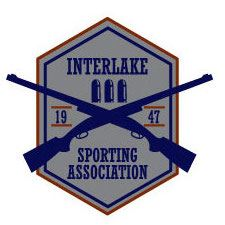 INTERLAKE
19 47
SPORTING
ASSOCIATION